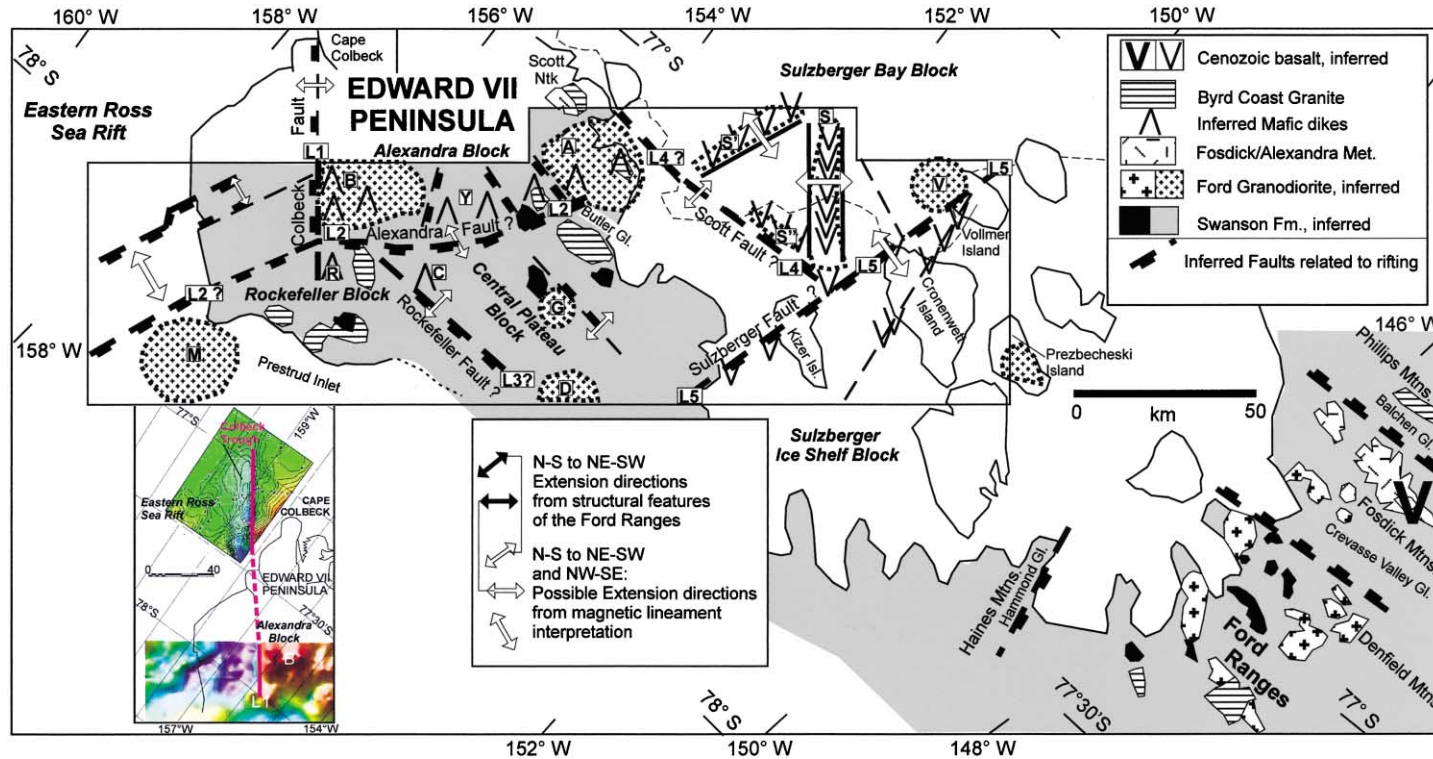 160° W
158° W
156° W
154° W
152° W
150° W
78° S
77° S
Cape
Colbeck
Scott
Ntk
Sulzberger Bay Block
Eastern Ross
Sea Rift
EDWARD VII
PENINSULA
Alexandra Block
Fault
Colbeck
L1
B
A
Y
L2
L2
Alexandra Fault ?
Butler Gl.
L4 ?
S'
S
S"
V
L5
Vollmer
Island
Scott Fault ?
L4
L5
R
C
Rockefeller Block
L2 ?
Central Plateau
Block
G
Rockefeller Fault ?
Sulzberger Fault ?
Kizer Isl.
Cronenwett
Island
Prezbecheski
Island
158° W
M
Prestrud Inlet
L3?
D
L5
Cenozoic basalt, inferred
Byrd Coast Granite
Inferred Mafic dikes
Fosdick/Alexandra Met.
Ford Granodiorite, inferred
Swanson Fm., inferred
Inferred Faults related to rifting
0
50
km
146° W
Phillips Mtns.
Balchen Gl.
Fosdick Mtns.
Crevasse Valley Gl.
Denfield Mtns.
Ford
Ranges
Haines Mtns.
Hammond Gl.
Sulzberger
Ice Shelf Block
N-S to NE-SW
Extension directions
from structural features
of the Ford Ranges
N-S to NE-SW
and NW-SE:
Possible Extension directions
from magnetic lineament
interpretation
77°S
159°W
Colbeck
Trough
Eastern Ross
Sea Rift
CAPE
COLBECK
0
40
EDWARD VII
PENINSULA
78°S
77°30'S
Alexandra
Block
B
L1
157°W
154°W
78° S
77°30'S
77° S
152° W
150° W
148° W